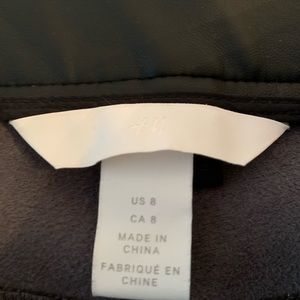 H&M
US 8
CA 8
MADE IN
CHINA
FABRIQUÉ EN
CHINE